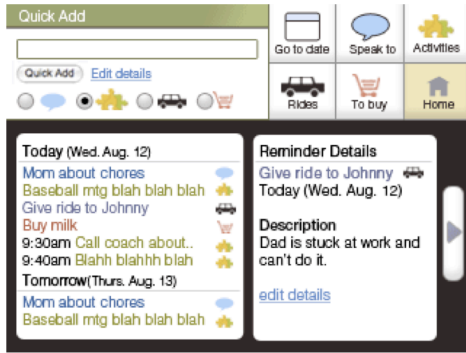 Quick Add
Quick Add Edit details
Go to date Speak to Activities
Rides To buy Home
Today (Wed. Aug. 12)
Mom about chores
Baseball mtg blah blah blah
Give ride to Johnny
Buy milk
9:30am Call coach about..
9:40am Blahh blahhh blah
Tomorrow(Thurs. Aug. 13)
Mom about chores
Baseball mtg blah blah blah
Reminder Details
Give ride to Johnny
Today (Wed. Aug. 12)
Description
Dad is stuck at work and
can't do it.
edit details